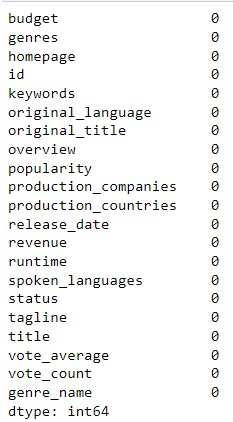 budget 0
genres 0
homepage 0
id 0
keywords 0
original_language 0
original_title 0
overview 0
popularity 0
production_companies 0
production_countries 0
release_date 0
revenue 0
runtime 0
spoken_languages 0
status 0
tagline 0
title 0
vote_average 0
vote_count 0
genre_name 0
dtype: int64